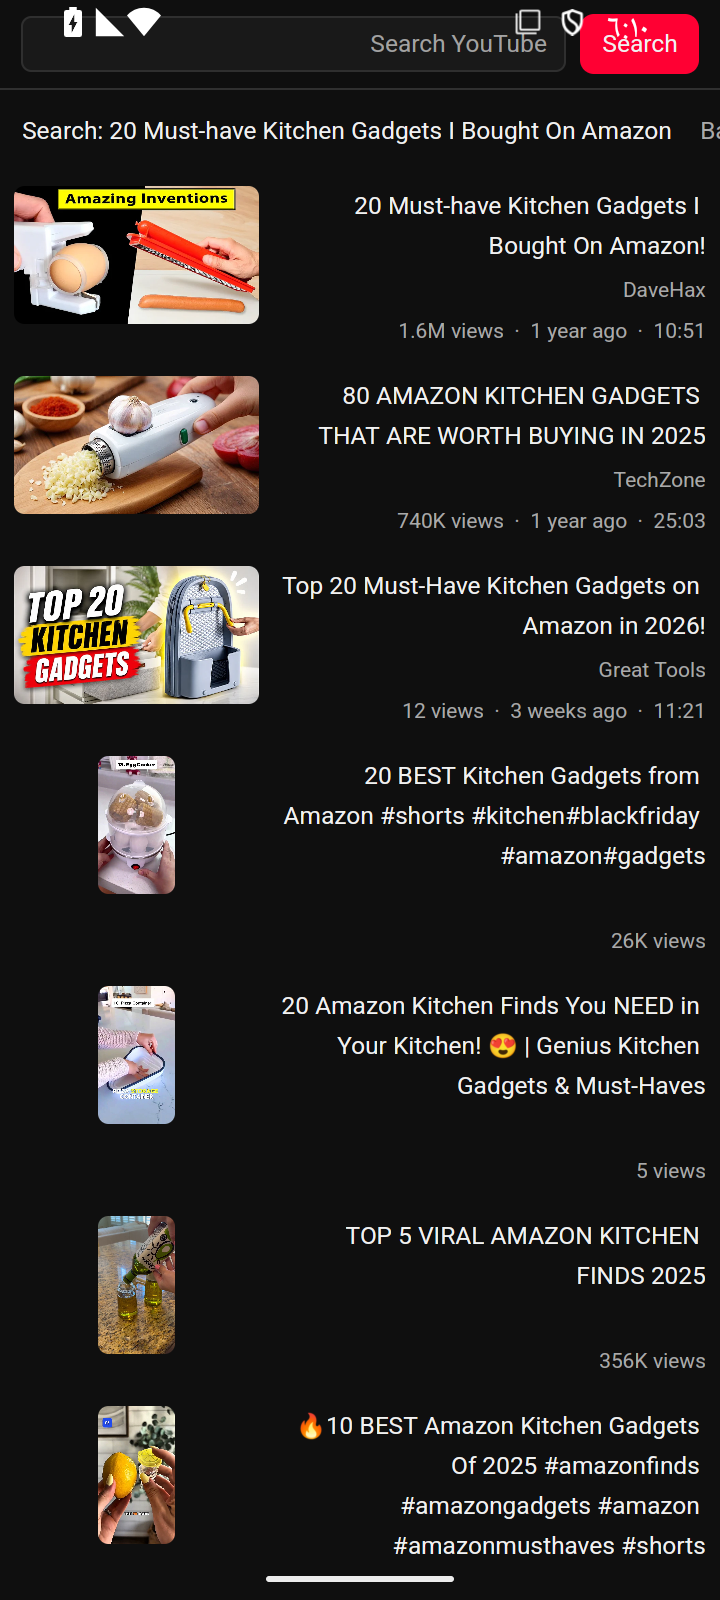 ٦:١٠
Search YouTube
Search
Search: 20 Must-have Kitchen Gadgets I Bought On Amazon
Ba
Amazing Inventions
20 Must-have Kitchen Gadgets I
Bought On Amazon!
DaveHax
1.6M views · 1 year ago · 10:51
80 AMAZON KITCHEN GADGETS
THAT ARE WORTH BUYING IN 2025
TechZone
740K views · 1 year ago · 25:03
TOP 20
KITCHEN
GADGETS
Top 20 Must-Have Kitchen Gadgets on
Amazon in 2026!
Great Tools
12 views · 3 weeks ago · 11:21
20 BEST Kitchen Gadgets from
Amazon #shorts #kitchen#blackfriday
#amazon#gadgets
26K views
20 Amazon Kitchen Finds You NEED in
Your Kitchen! 😍 | Genius Kitchen
Gadgets & Must-Haves
5 views
TOP 5 VIRAL AMAZON KITCHEN
FINDS 2025
356K views
🔥10 BEST Amazon Kitchen Gadgets
Of 2025 #amazonfinds
#amazongadgets #amazon
#amazonmusthaves #shorts